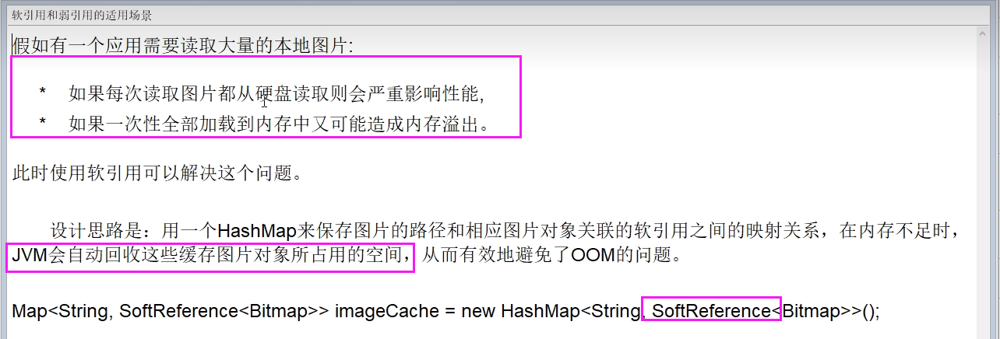 软引用和弱引用的适用场景
假如有一个应用需要读取大量的本地图片:
* 如果每次读取图片都从硬盘读取则会严重影响性能,
* 如果一次性全部加载到内存中又可能造成内存溢出。
此时使用软引用可以解决这个问题。
设计思路是：用一个HashMap来保存图片的路径和相应图片对象关联的软引用之间的映射关系，在内存不足时，
JVM会自动回收这些缓存图片对象所占用的空间，从而有效地避免了OOM的问题。
Map<String, SoftReference<Bitmap>> imageCache = new HashMap<String, SoftReference<Bitmap>>();